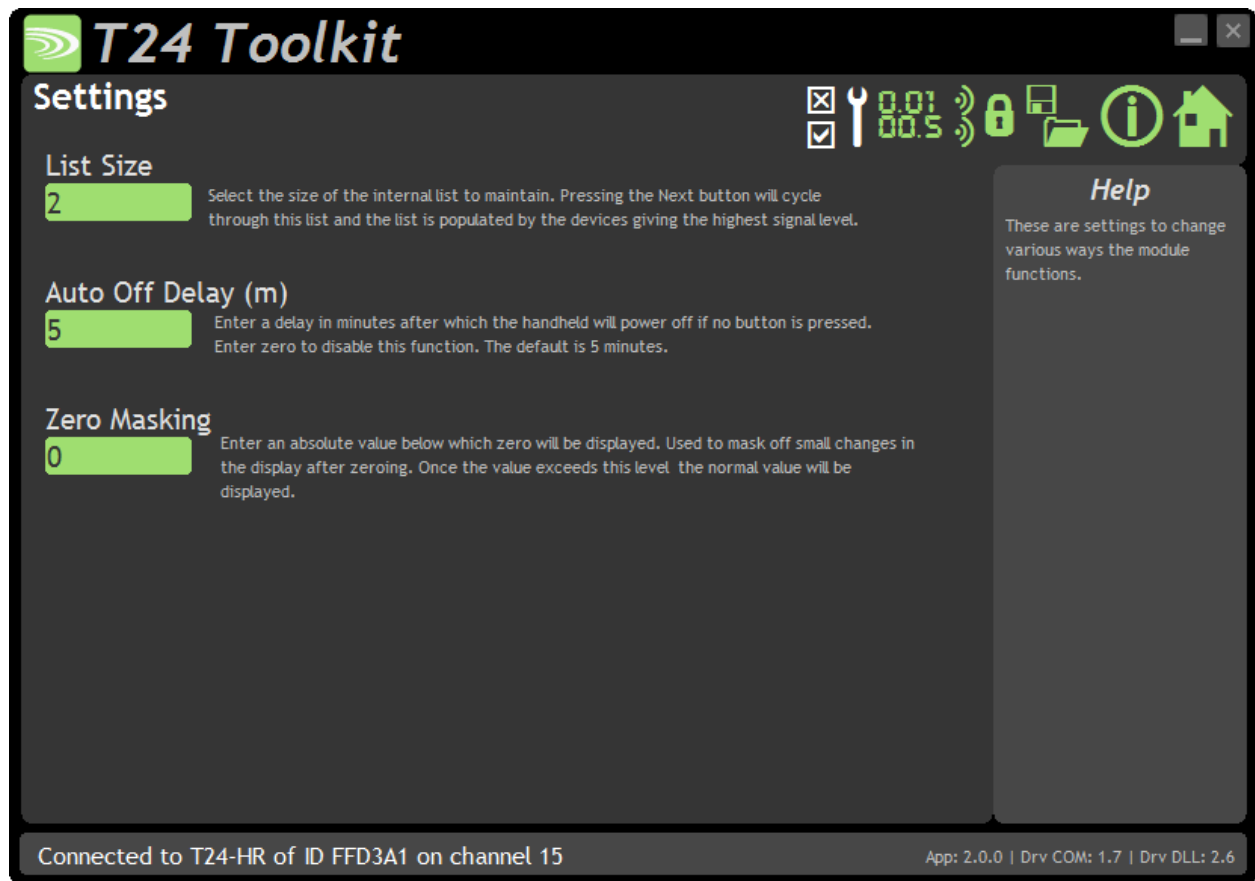 T24 Toolkit
Settings
0.01
00.5
List Size
2
Select the size of the internal list to maintain. Pressing the Next button will cycle
through this list and the list is populated by the devices giving the highest signal level.
Auto Off Delay (m)
5
Enter a delay in minutes after which the handheld will power off if no button is pressed.
Enter zero to disable this function. The default is 5 minutes.
Zero Masking
0
Enter an absolute value below which zero will be displayed. Used to mask off small changes in
the display after zeroing. Once the value exceeds this level the normal value will be
displayed.
Help
These are settings to change
various ways the module
functions.
Connected to T24-HR of ID FFD3A1 on channel 15
App: 2.0.0 | Drv COM: 1.7 | Drv DLL: 2.6